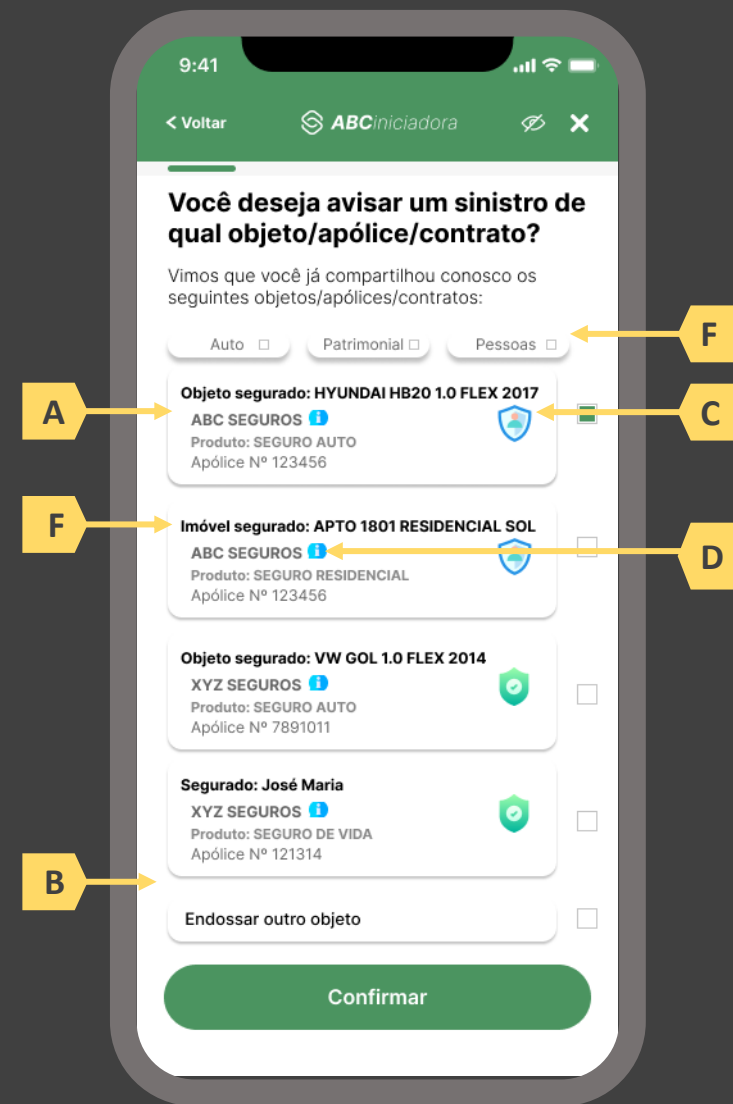 9:41
< Voltar
ABCiniciadora
Você deseja avisar um sinistro de
qual objeto/apólice/contrato?
Vimos que você já compartilhou conosco os
seguintes objetos/apólices/contratos:
F
Auto
Patrimonial
Pessoas
A
Objeto segurado: HYUNDAI HB20 1.0 FLEX 2017
C
ABC SEGUROS i
Produto: SEGURO AUTO
Apólice Nº 123456
F
Imóvel segurado: APTO 1801 RESIDENCIAL SOL
ABC SEGUROS i
D
Produto: SEGURO RESIDENCIAL
Apólice Nº 123456
Objeto segurado: VW GOL 1.0 FLEX 2014
XYZ SEGUROS i
Produto: SEGURO AUTO
Apólice Nº 7891011
Segurado: José Maria
XYZ SEGUROS i
Produto: SEGURO DE VIDA
Apólice Nº 121314
B
Endossar outro objeto
Confirmar